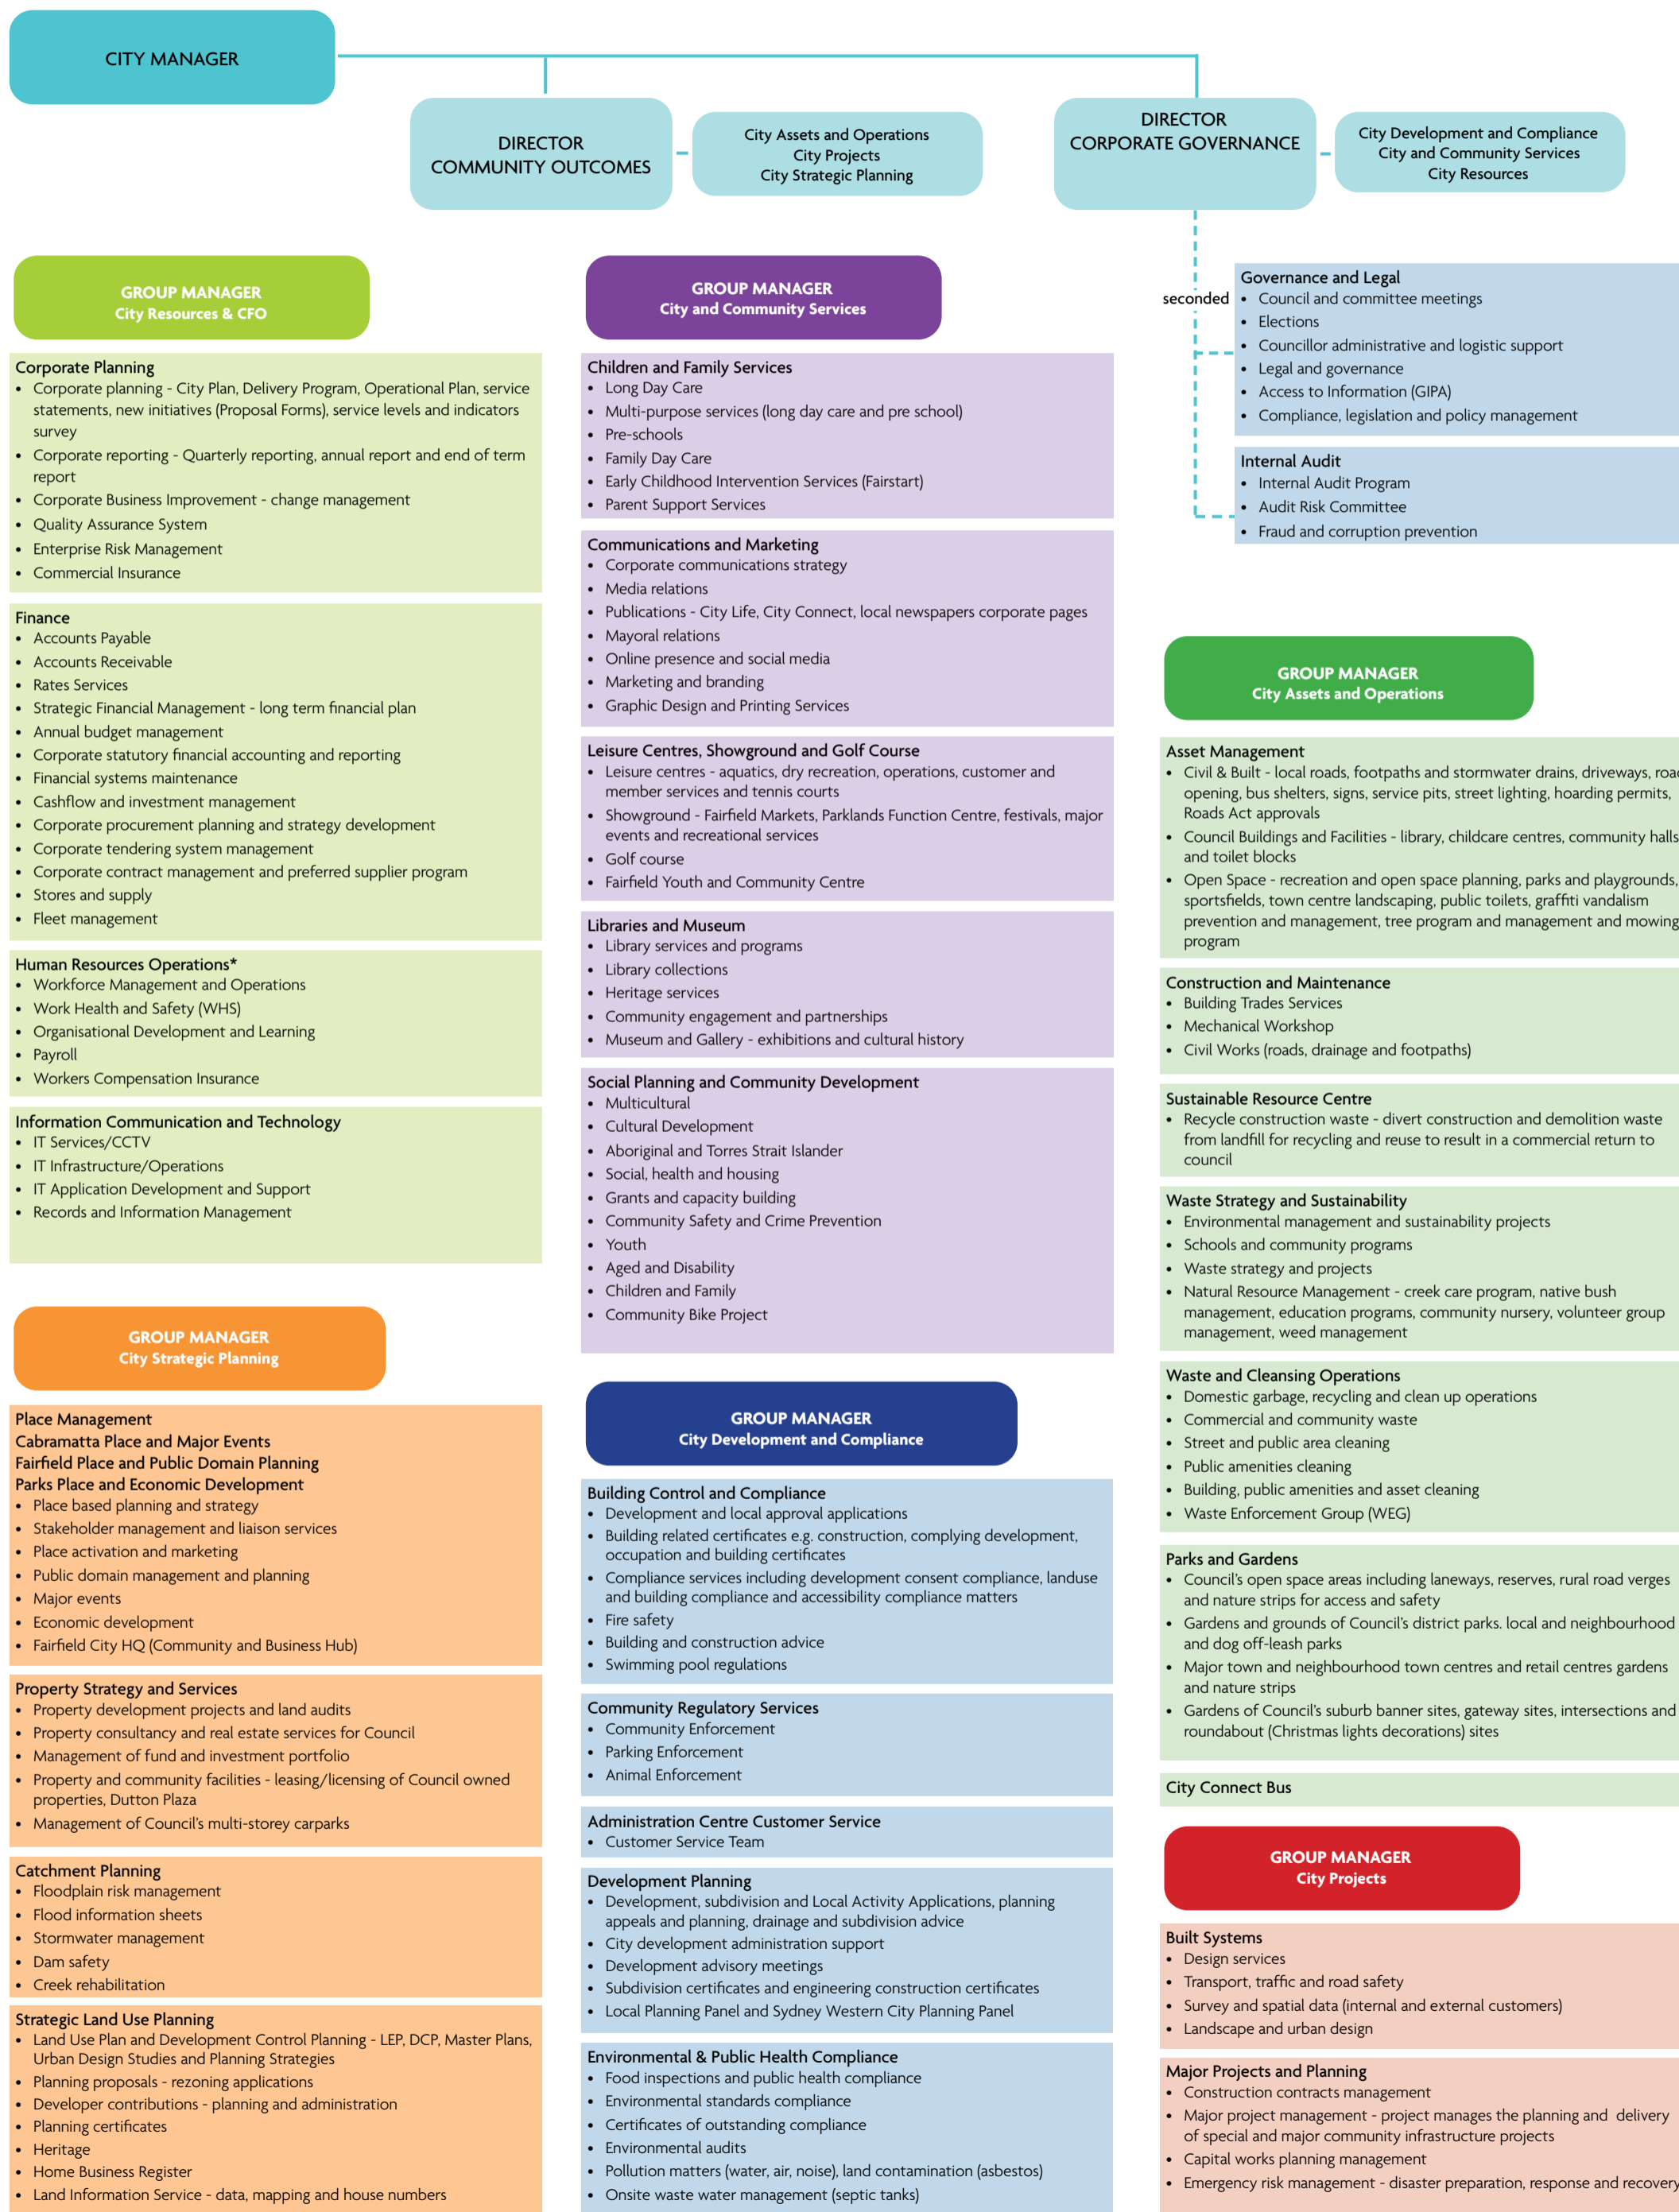 CITY MANAGER
DIRECTOR
COMMUNITY OUTCOMES
City Assets and Operations
City Projects
City Strategic Planning
DIRECTOR
CORPORATE GOVERNANCE
City Development and Compliance
City and Community Services
City Resources
seconded
Governance and Legal
• Council and committee meetings
• Elections
• Councillor administrative and logistic support
• Legal and governance
• Access to Information (GIPA)
• Compliance, legislation and policy management
Internal Audit
• Internal Audit Program
• Audit Risk Committee
• Fraud and corruption prevention
GROUP MANAGER
City Resources & CFO
Corporate Planning
• Corporate planning - City Plan, Delivery Program, Operational Plan, service
statements, new initiatives (Proposal Forms), service levels and indicators
survey
• Corporate reporting - Quarterly reporting, annual report and end of term
report
• Corporate Business Improvement - change management
• Quality Assurance System
• Enterprise Risk Management
• Commercial Insurance
Finance
• Accounts Payable
• Accounts Receivable
• Rates Services
• Strategic Financial Management - long term financial plan
• Annual budget management
• Corporate statutory financial accounting and reporting
• Financial systems maintenance
• Cashflow and investment management
• Corporate procurement planning and strategy development
• Corporate tendering system management
• Corporate contract management and preferred supplier program
• Stores and supply
• Fleet management
Human Resources Operations*
• Workforce Management and Operations
• Work Health and Safety (WHS)
• Organisational Development and Learning
• Payroll
• Workers Compensation Insurance
Information Communication and Technology
• IT Services/CCTV
• IT Infrastructure/Operations
• IT Application Development and Support
• Records and Information Management
GROUP MANAGER
City Strategic Planning
Place Management
Cabramatta Place and Major Events
Fairfield Place and Public Domain Planning
Parks Place and Economic Development
• Place based planning and strategy
• Stakeholder management and liaison services
• Place activation and marketing
• Public domain management and planning
• Major events
• Economic development
• Fairfield City HQ (Community and Business Hub)
Property Strategy and Services
• Property development projects and land audits
• Property consultancy and real estate services for Council
• Management of fund and investment portfolio
• Property and community facilities - leasing/licensing of Council owned
properties, Dutton Plaza
• Management of Council's multi-storey carparks
Catchment Planning
• Floodplain risk management
• Flood information sheets
• Stormwater management
• Dam safety
• Creek rehabilitation
Strategic Land Use Planning
• Land Use Plan and Development Control Planning - LEP, DCP, Master Plans,
Urban Design Studies and Planning Strategies
• Planning proposals - rezoning applications
• Developer contributions - planning and administration
• Planning certificates
• Heritage
• Home Business Register
• Land Information Service - data, mapping and house numbers
GROUP MANAGER
City and Community Services
Children and Family Services
• Long Day Care
• Multi-purpose services (long day care and pre school)
• Pre-schools
• Family Day Care
• Early Childhood Intervention Services (Fairstart)
• Parent Support Services
Communications and Marketing
• Corporate communications strategy
• Media relations
• Publications - City Life, City Connect, local newspapers corporate pages
• Mayoral relations
• Online presence and social media
• Marketing and branding
• Graphic Design and Printing Services
Leisure Centres, Showground and Golf Course
• Leisure centres - aquatics, dry recreation, operations, customer and
member services and tennis courts
• Showground - Fairfield Markets, Parklands Function Centre, festivals, major
events and recreational services
• Golf course
• Fairfield Youth and Community Centre
Libraries and Museum
• Library services and programs
• Library collections
• Heritage services
• Community engagement and partnerships
• Museum and Gallery - exhibitions and cultural history
Social Planning and Community Development
• Multicultural
• Cultural Development
• Aboriginal and Torres Strait Islander
• Social, health and housing
• Grants and capacity building
• Community Safety and Crime Prevention
• Youth
• Aged and Disability
• Children and Family
• Community Bike Project
GROUP MANAGER
City Development and Compliance
Building Control and Compliance
• Development and local approval applications
• Building related certificates e.g. construction, complying development,
occupation and building certificates
• Compliance services including development consent compliance, landuse
and building compliance and accessibility compliance matters
• Fire safety
• Building and construction advice
• Swimming pool regulations
Community Regulatory Services
• Community Enforcement
• Parking Enforcement
• Animal Enforcement
Administration Centre Customer Service
• Customer Service Team
Development Planning
• Development, subdivision and Local Activity Applications, planning
appeals and planning, drainage and subdivision advice
• City development administration support
• Development advisory meetings
• Subdivision certificates and engineering construction certificates
• Local Planning Panel and Sydney Western City Planning Panel
Environmental & Public Health Compliance
• Food inspections and public health compliance
• Environmental standards compliance
• Certificates of outstanding compliance
• Environmental audits
• Pollution matters (water, air, noise), land contamination (asbestos)
• Onsite waste water management (septic tanks)
GROUP MANAGER
City Assets and Operations
Asset Management
• Civil & Built - local roads, footpaths and stormwater drains, driveways,
opening, bus shelters, signs, service pits, street lighting, hoarding permits,
Roads Act approvals
• Council Buildings and Facilities - library, childcare centres, community halls
and toilet blocks
• Open Space - recreation and open space planning, parks and playgrounds,
sportsfields, town centre landscaping, public toilets, graffiti vandalism
prevention and management, tree program and management and mowing
program
Construction and Maintenance
• Building Trades Services
• Mechanical Workshop
• Civil Works (roads, drainage and footpaths)
Sustainable Resource Centre
• Recycle construction waste - divert construction and demolition waste
from landfill for recycling and reuse to result in a commercial return to
council
Waste Strategy and Sustainability
• Environmental management and sustainability projects
• Schools and community programs
• Waste strategy and projects
• Natural Resource Management - creek care program, native bush
management, education programs, community nursery, volunteer group
management, weed management
Waste and Cleansing Operations
• Domestic garbage, recycling and clean up operations
• Commercial and community waste
• Street and public area cleaning
• Public amenities cleaning
• Building, public amenities and asset cleaning
• Waste Enforcement Group (WEG)
Parks and Gardens
• Council's open space areas including laneways, reserves, rural road verges
and nature strips for access and safety
• Gardens and grounds of Council's district parks. local and neighbourhood
and dog off-leash parks
• Major town and neighbourhood town centres and retail centres gardens
and nature strips
• Gardens of Council's suburb banner sites, gateway sites, intersections and
roundabout (Christmas lights decorations) sites
City Connect Bus
GROUP MANAGER
City Projects
Built Systems
• Design services
• Transport, traffic and road safety
• Survey and spatial data (internal and external customers)
• Landscape and urban design
Major Projects and Planning
• Construction contracts management
• Major project management - project manages the planning and delivery
of special and major community infrastructure projects
• Capital works planning management
• Emergency risk management - disaster preparation, response and recovery